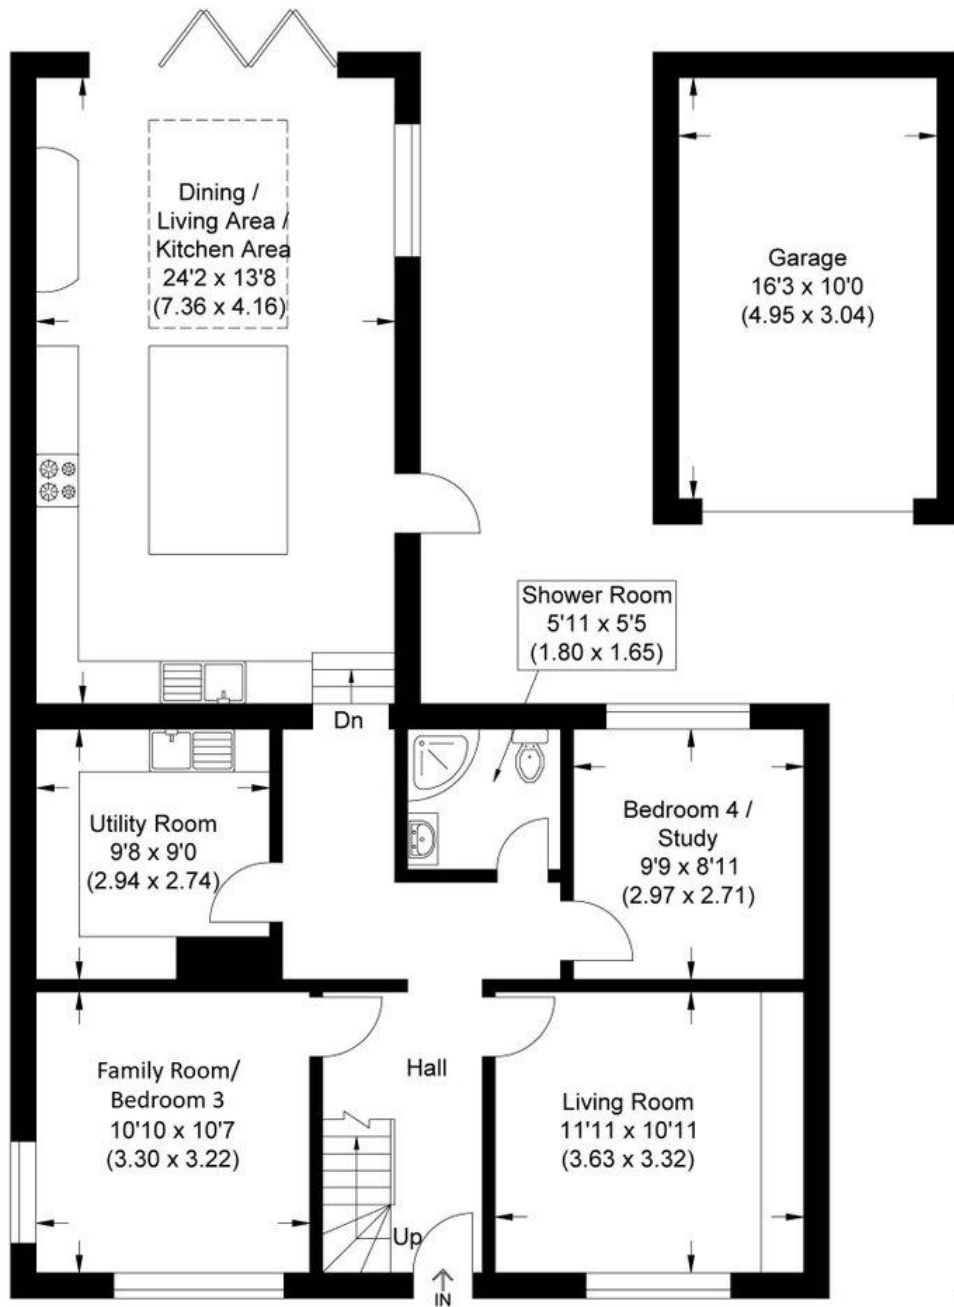 Dining /
Living Area /
Kitchen Area
24'2 x 13'8
(7.36 x 4.16)
Garage
16'3 x 10'0
(4.95 x 3.04)
Shower Room
5'11 x 5'5
(1.80 x 1.65)
Dn
Utility Room
9'8 x 9'0
(2.94 x 2.74)
Bedroom 4 /
Study
9'9 x 8'11
(2.97 x 2.71)
Family Room/
Bedroom 3
10'10 x 10'7
(3.30 x 3.22)
Hall
Living Room
11'11 x 10'11
(3.63 x 3.32)
Up
IN